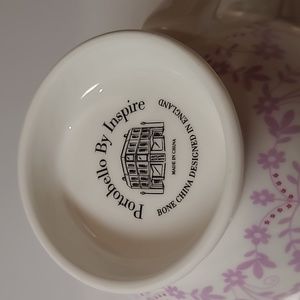 Portobello By Inspire
MADE IN CHINA
BONE CHINA DESIGNED IN ENGLAND